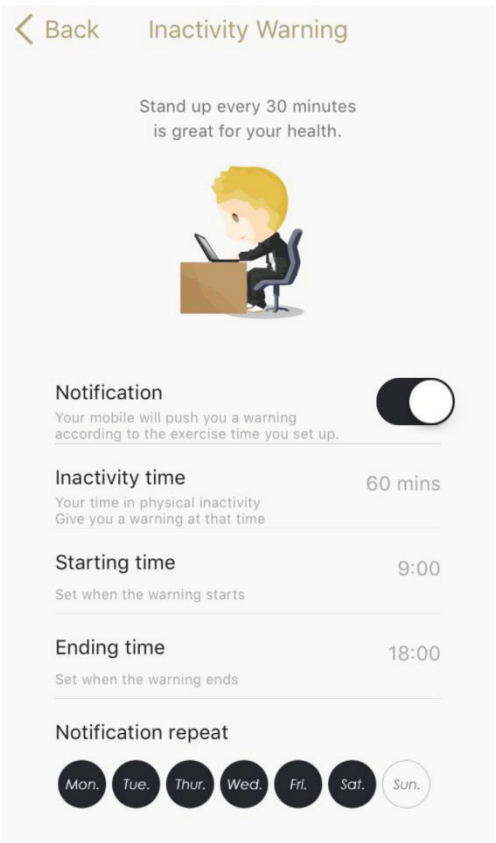 Back Inactivity Warning
Stand up every 30 minutes
is great for your health.
Notification
Your mobile will push you a warning
according to the exercise time you set up.
Inactivity time
60 mins
Your time in physical inactivity
Give you a warning at that time
Starting time
9:00
Set when the warning starts
Ending time
18:00
Set when the warning ends
Notification repeat
Mon. Tue. Thur. Wed. Fri. Sat. Sun.